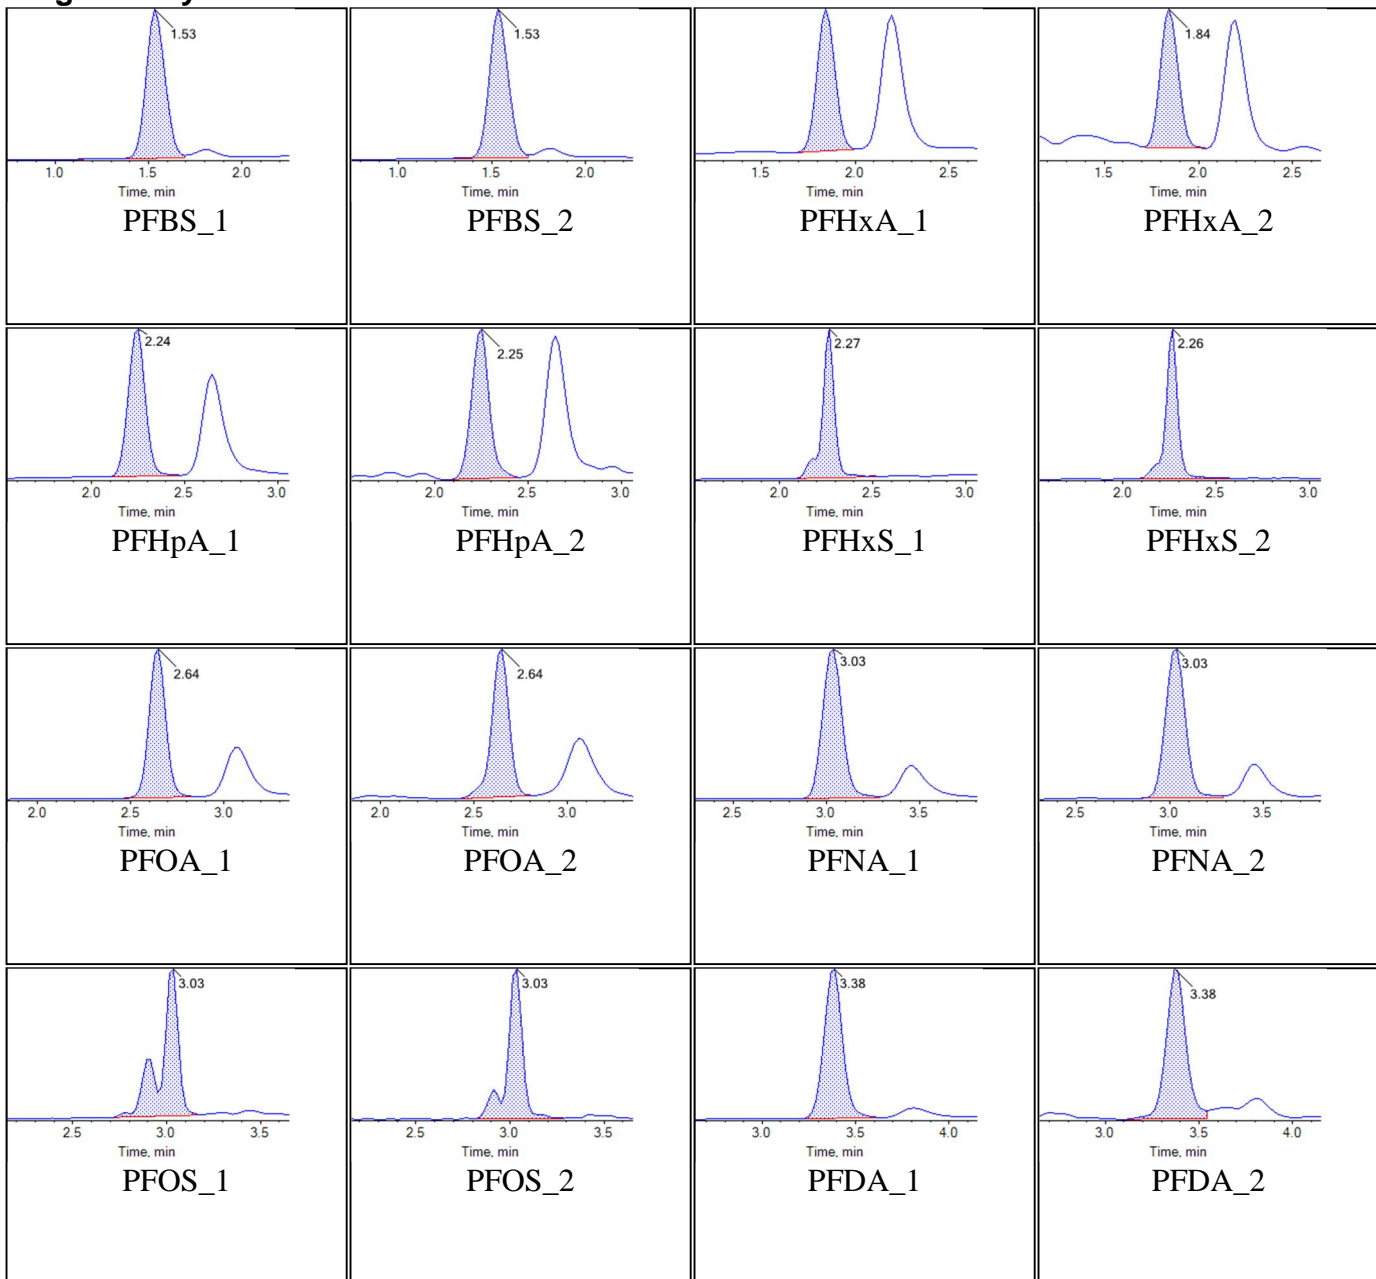 1.53
1.0 1.5 2.0
Time, min
PFBS_1
1.53
1.0 1.5 2.0
Time, min
PFBS_2
1.5 2.0 2.5
Time, min
PFHxA_1
1.84
1.5 2.0 2.5
Time, min
PFHxA_2
2.24
2.0 2.5 3.0
Time, min
PFHpA_1
2.25
2.0 2.5 3.0
Time, min
PFHpA_2
2.27
2.0 2.5 3.0
Time, min
PFHxS_1
2.26
2.0 2.5 3.0
Time, min
PFHxS_2
2.64
2.0 2.5 3.0
Time, min
PFOA_1
2.64
2.0 2.5 3.0
Time, min
PFOA_2
3.03
2.5 3.0 3.5
Time, min
PFNA_1
3.03
2.5 3.0 3.5
Time, min
PFNA_2
3.03
2.5 3.0 3.5
Time, min
PFOS_1
3.03
2.5 3.0 3.5
Time, min
PFOS_2
3.38
3.0 3.5 4.0
Time, min
PFDA_1
3.38
3.0 3.5 4.0
Time, min
PFDA_2